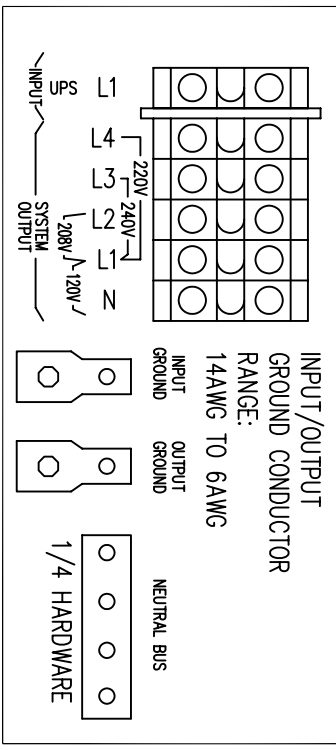 INPUT/OUTPUT
GROUND CONDUCTOR
RANGE:
14AWG TO 6AWG
L1
L4
L3
L2
L1
N
UPS
INPUT
220V
240V
208V
120V
SYSTEM
OUTPUT
INPUT
GROUND
OUTPUT
GROUND
NEUTRAL BUS
1/4 HARDWARE